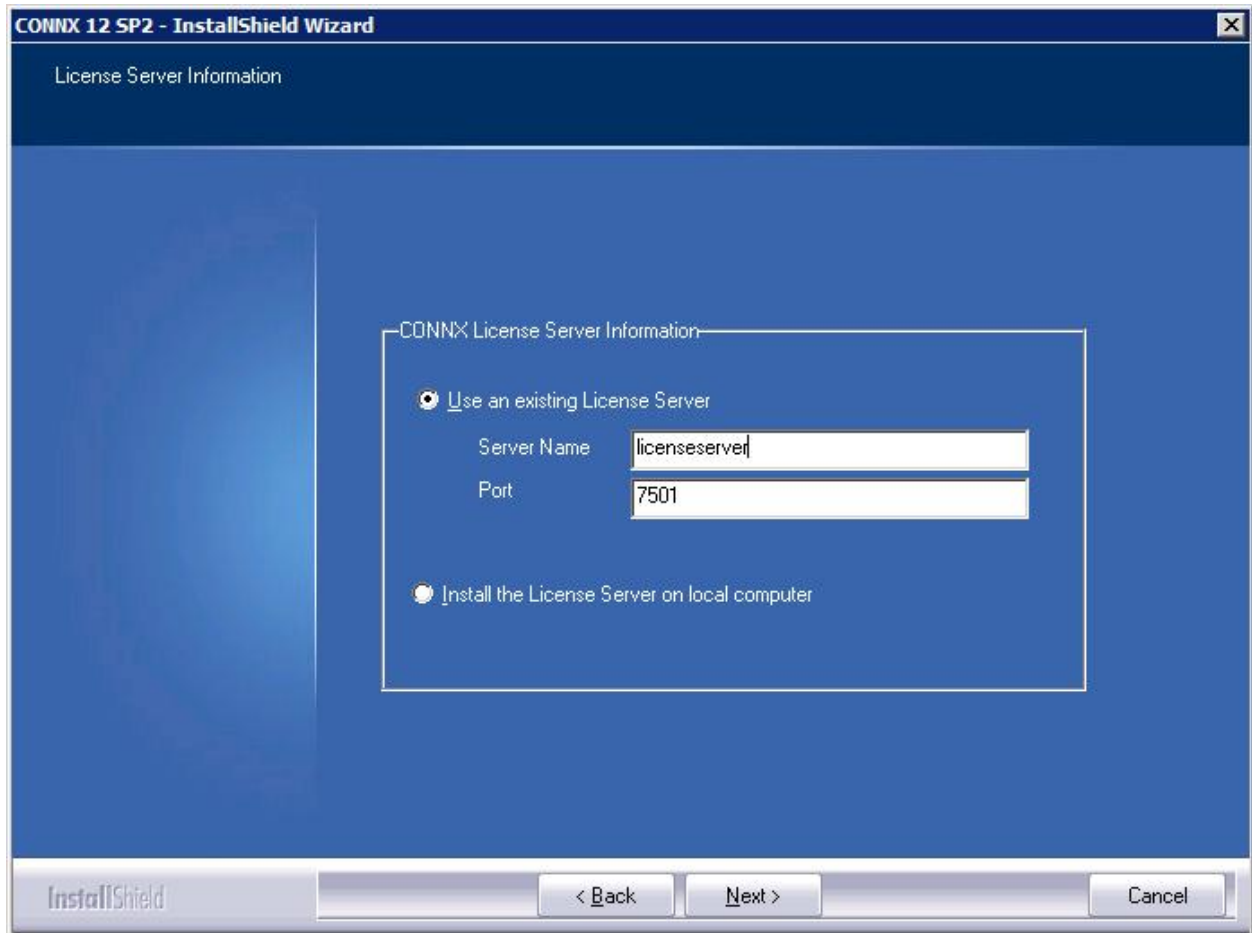 CONNX 12 SP2 - InstallShield Wizard
License Server Information
CONNX License Server Information
Use an existing License Server
Server Name licenseserver
Port 7501
Install the License Server on local computer
InstallShield
< Back Next > Cancel